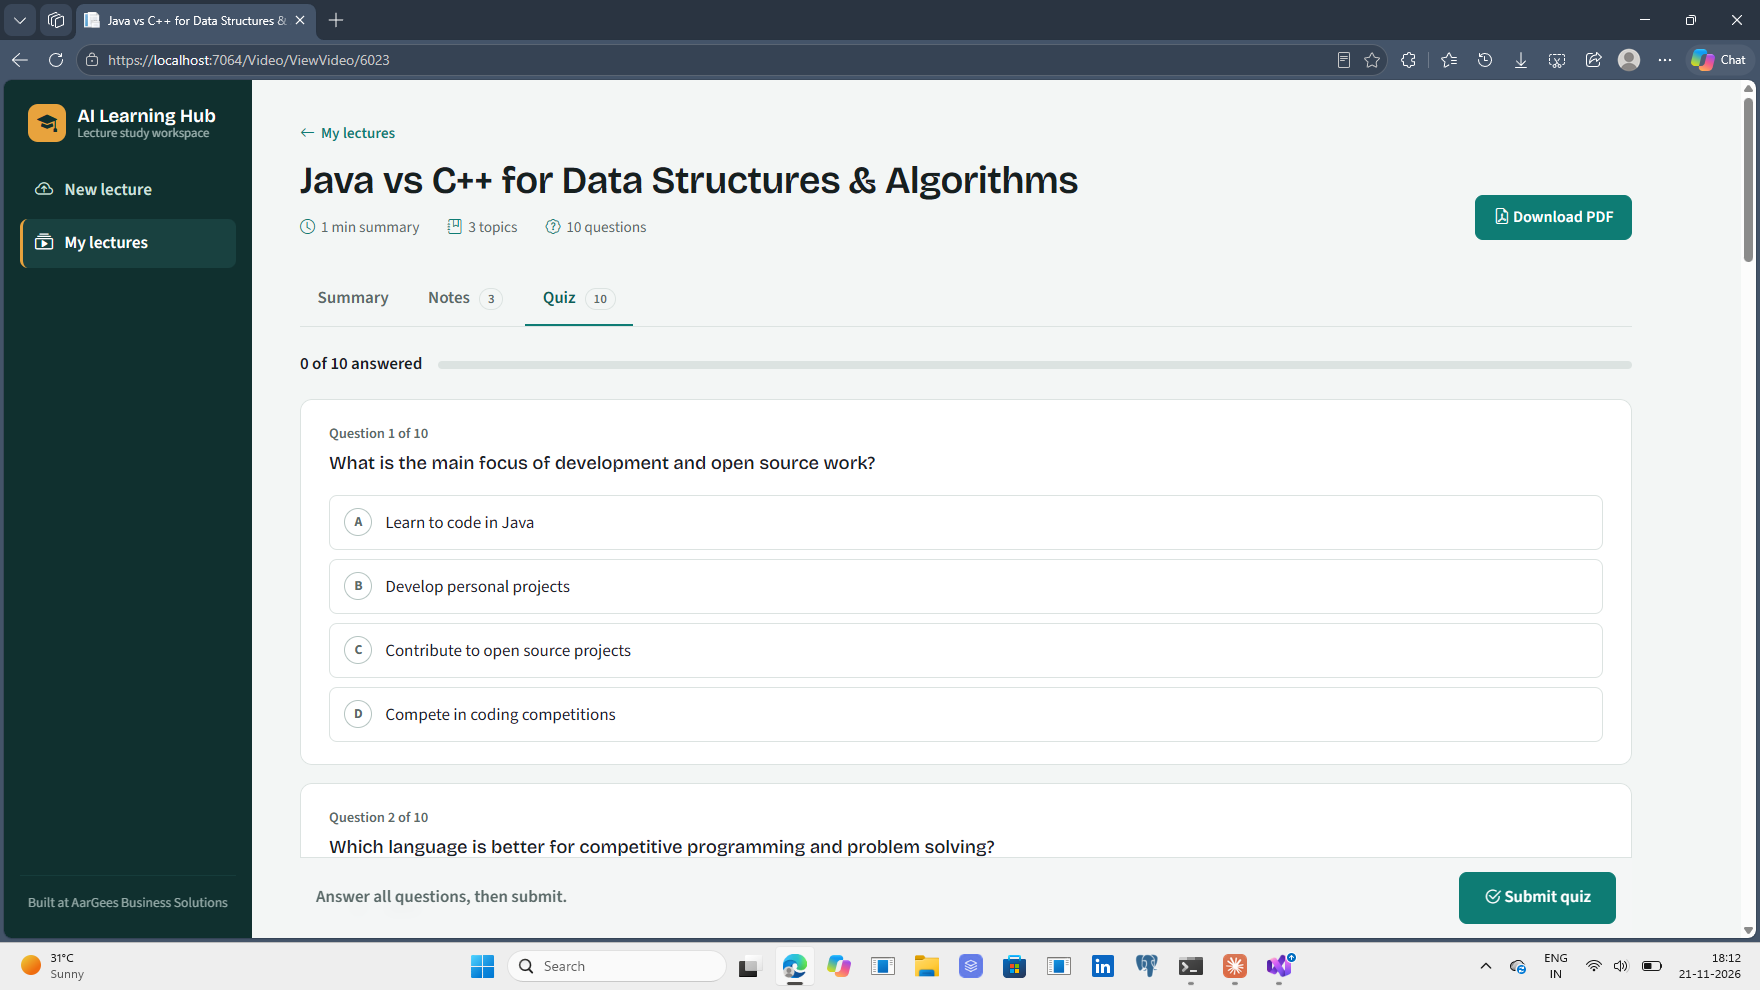 Java vs C++ for Data Structures &
https://localhost:7064/Video/ViewVideo/6023
Chat
AI Learning Hub
Lecture study workspace
New lecture
My lectures
Built at AarGees Business Solutions
← My lectures
Java vs C++ for Data Structures & Algorithms
1 min summary
3 topics
10 questions
Download PDF
Summary
Notes 3
Quiz 10
0 of 10 answered
Question 1 of 10
What is the main focus of development and open source work?
A Learn to code in Java
B Develop personal projects
C Contribute to open source projects
D Compete in coding competitions
Question 2 of 10
Which language is better for competitive programming and problem solving?
Answer all questions, then submit.
Submit quiz
31°C
Sunny
Search
in
ENG
IN
18:12
21-11-2026